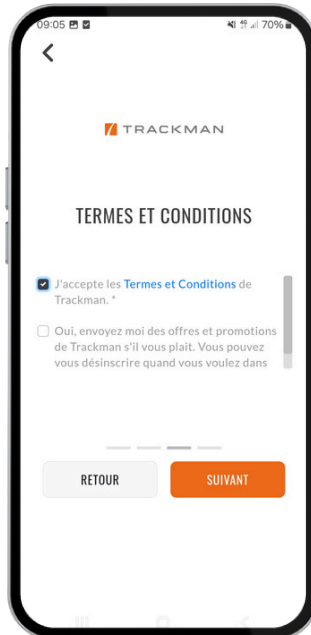 09:05 70%
TRACKMAN
TERMES ET CONDITIONS
J'accepte les Termes et Conditions de
Trackman. *
Oui, envoyez moi des offres et promotions
de Trackman s'il vous plait. Vous pouvez
vous désinscrire quand vous voulez dans
RETOUR SUIVANT